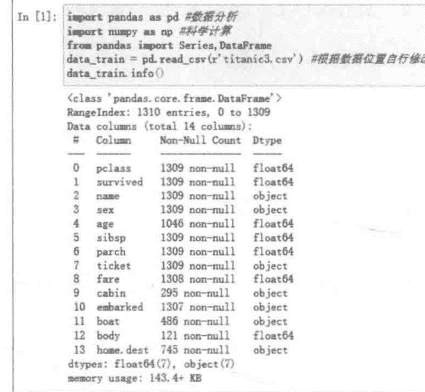 In [1]: import pandas as pd #数据分析
import numpy as np #科学计算
from pandas import Series,DataFrame
data_train = pd.read_csv(r'titanic3.csv') #根据数据位置自行修改
data_train.info()
<class 'pandas.core.frame.DataFrame'>
RangeIndex: 1310 entries, 0 to 1309
Data columns (total 14 columns):
# Column Non-Null Count Dtype
0 pclass 1309 non-null float64
1 survived 1309 non-null float64
2 name 1309 non-null object
3 sex 1309 non-null object
4 age 1046 non-null float64
5 sibsp 1309 non-null float64
6 parch 1309 non-null float64
7 ticket 1309 non-null object
8 fare 1308 non-null float64
9 cabin 295 non-null object
10 embarked 1307 non-null object
11 boat 486 non-null object
12 body 121 non-null float64
13 home.dest 745 non-null object
dtypes: float64(7), object(7)
memory usage: 143.4+ KB